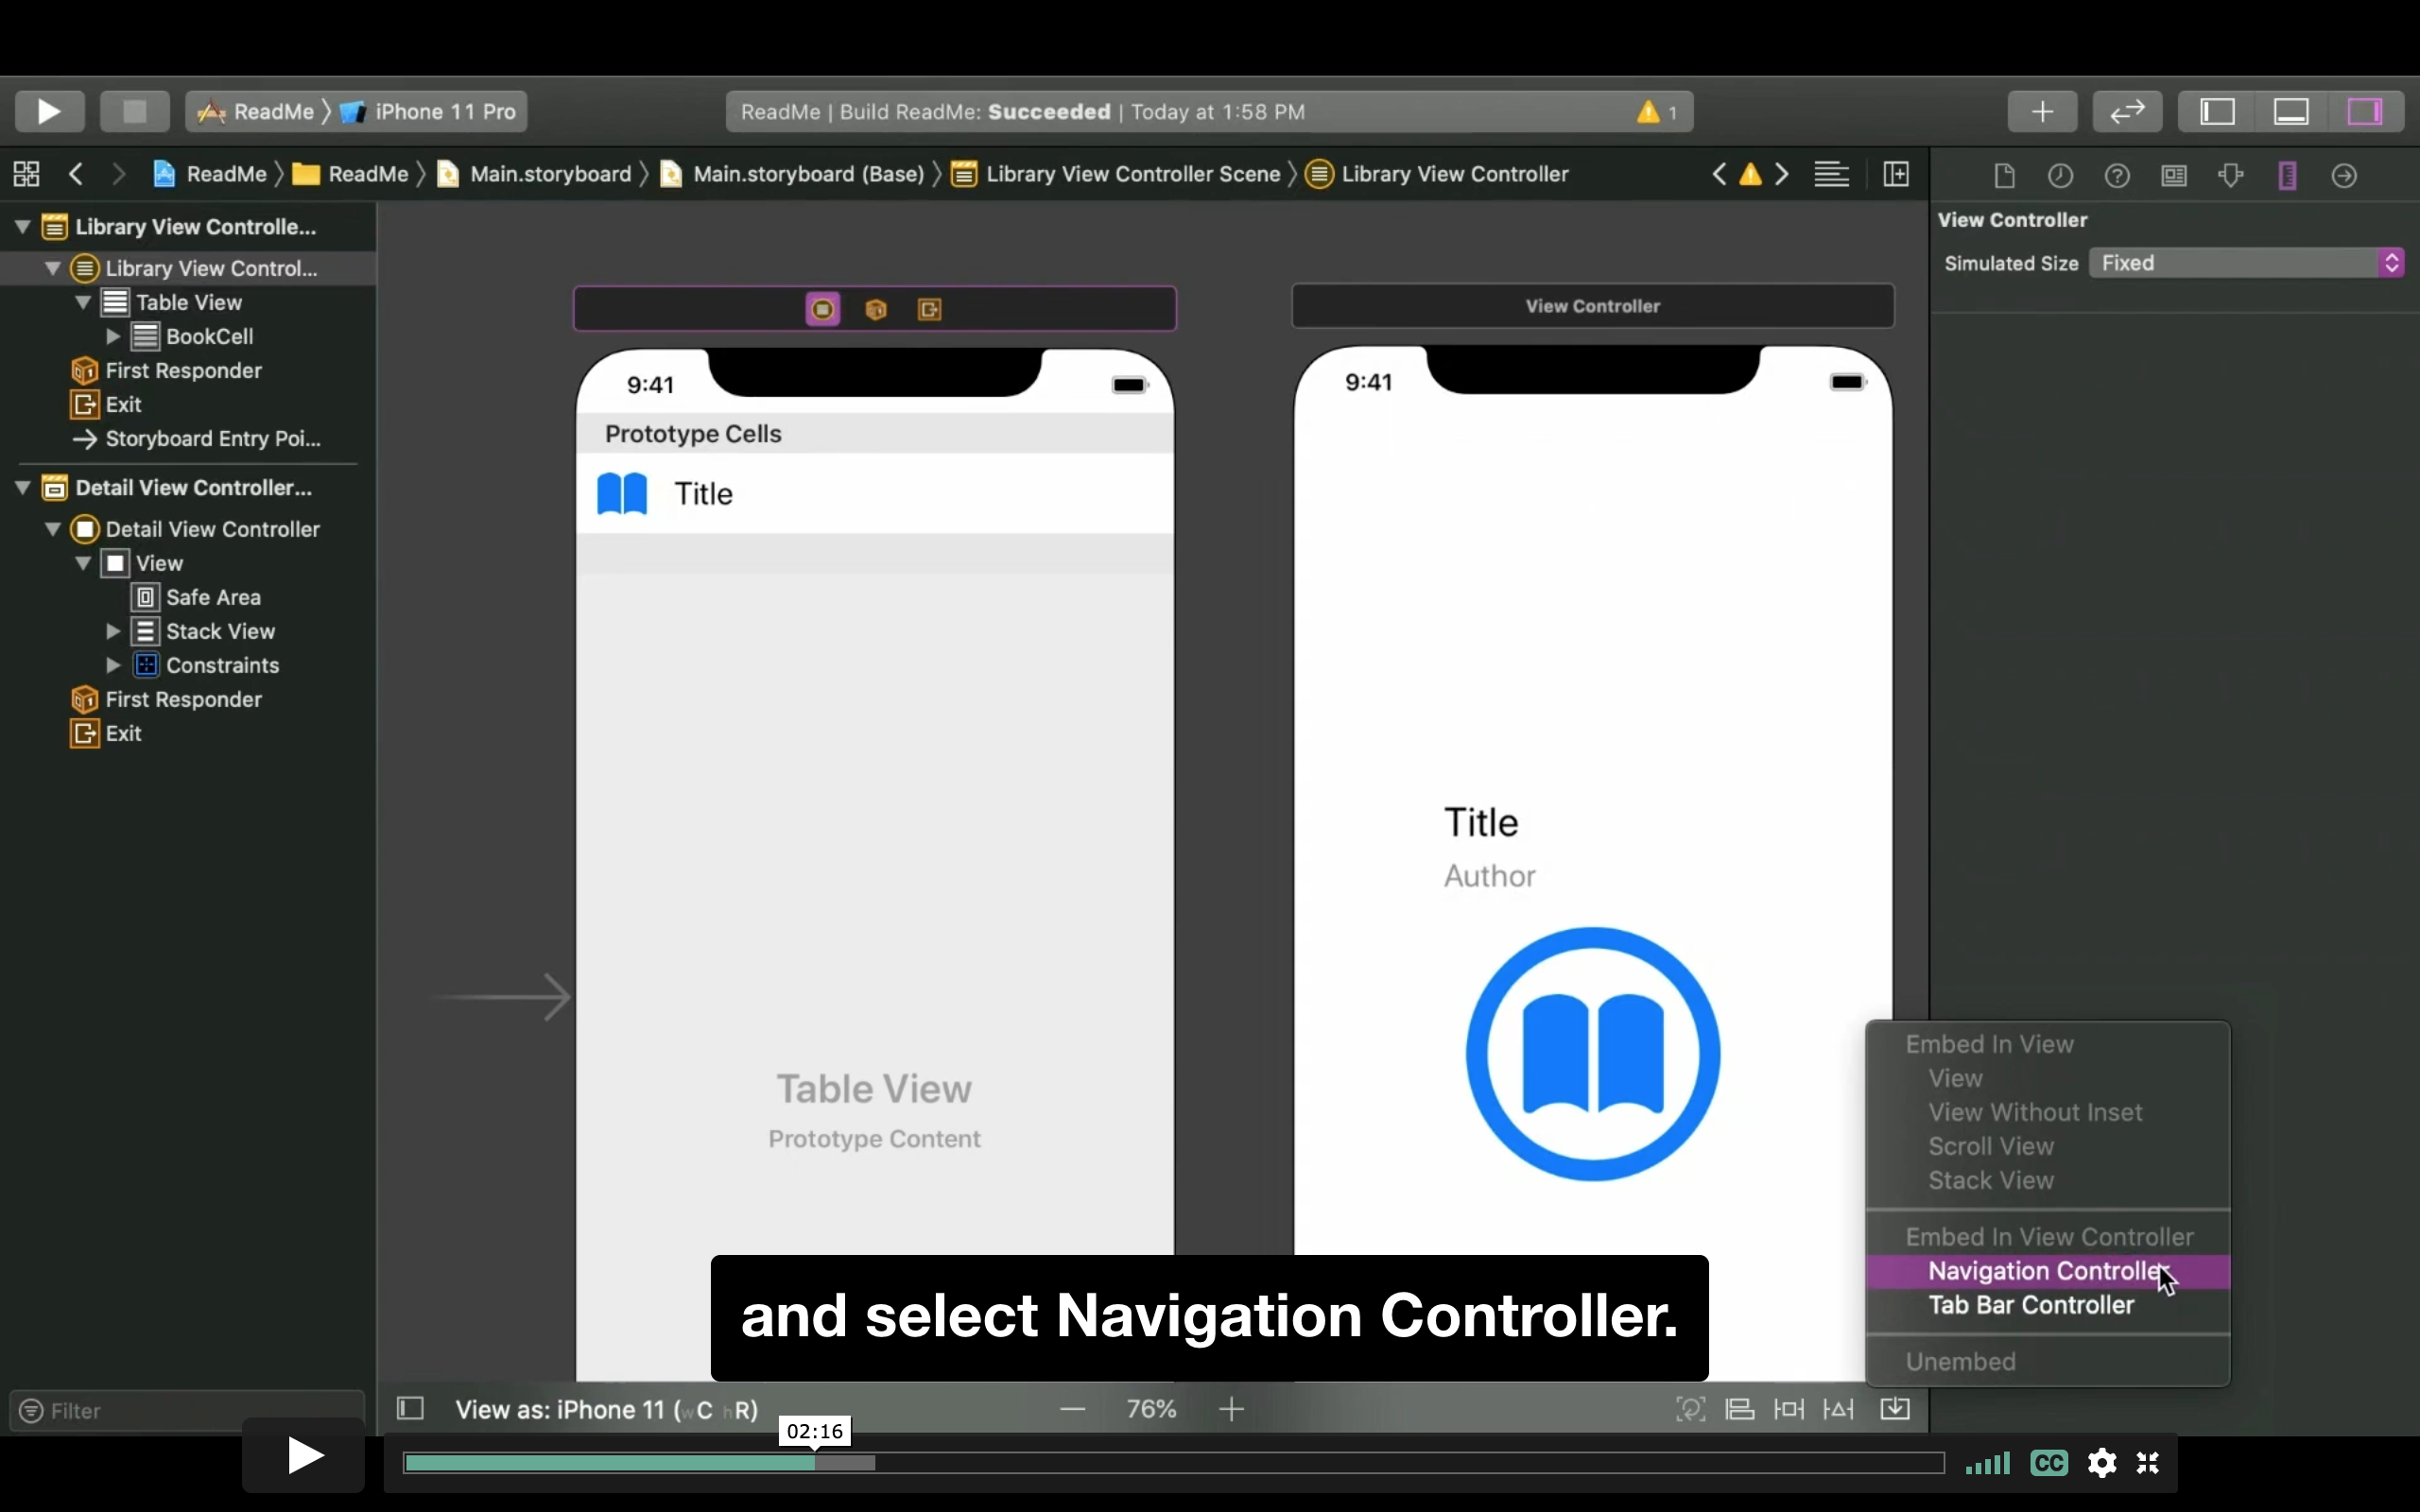 ReadMe iPhone 11 Pro
ReadMe | Build ReadMe: Succeeded | Today at 1:58 PM
1
ReadMe ReadMe Main.storyboard Main.storyboard (Base) Library View Controller Scene Library View Controller
Library View Controlle...
Library View Control...
Table View
BookCell
First Responder
Exit
Storyboard Entry Poi...
Detail View Controller...
Detail View Controller
View
Safe Area
Stack View
Constraints
First Responder
Exit
Filter
9:41
Prototype Cells
Title
Table View
Prototype Content
View Controller
9:41
Title
Author
View Controller
Simulated Size Fixed
Embed In View
View
View Without Inset
Scroll View
Stack View
Embed In View Controller
Navigation Controller
Tab Bar Controller
Unembed
and select Navigation Controller.
View as: iPhone 11 (wC hR)
76%
02:16
CC